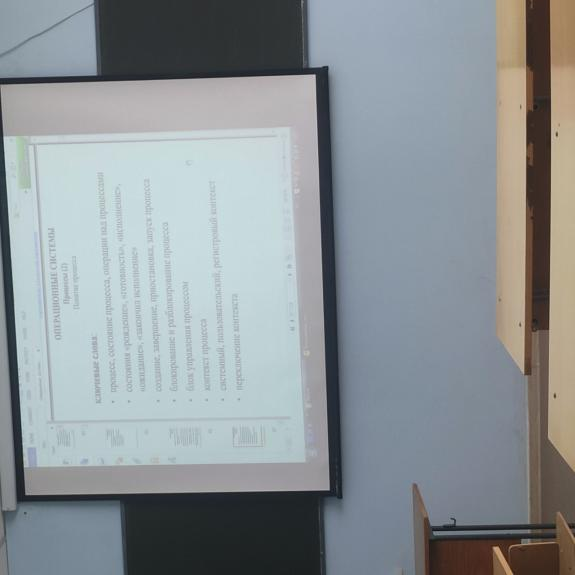 ОПЕРАЦИОННЫЕ СИСТЕМЫ
Процессы (2)
Понятие процесса
КЛЮЧЕВЫЕ СЛОВА:
• процесс, состояние процесса, операции над процессами
• состояния «рождение», «готовность», «исполнение»,
«ожидание», «закончил исполнение»
• создание, завершение, приостановка, запуск процесса
• блокирование и разблокирование процесса
• блок управления процессом
• контекст процесса
• системный, пользовательский, регистровый контекст
• переключение контекста